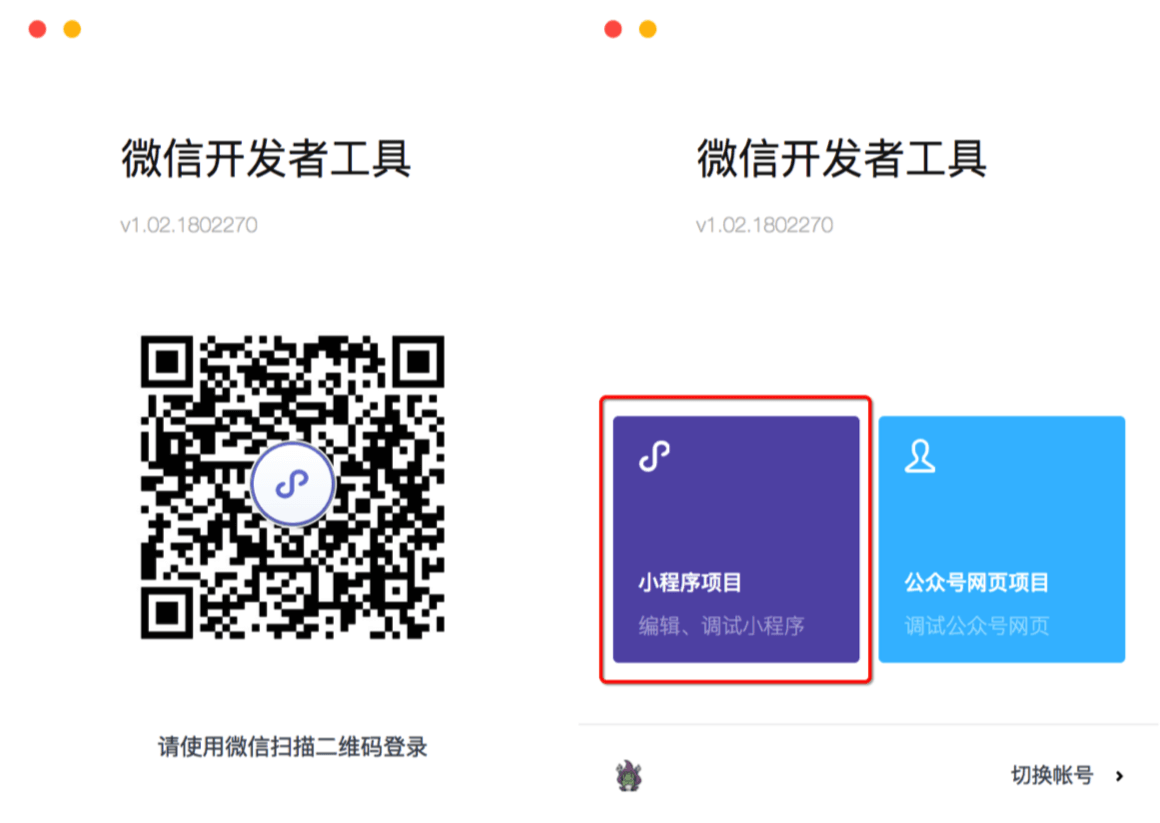 微信开发者工具
v1.02.1802270
请使用微信扫描二维码登录
微信开发者工具
v1.02.1802270
小程序项目
编辑、调试小程序
公众号网页项目
调试公众号网页
切换帐号